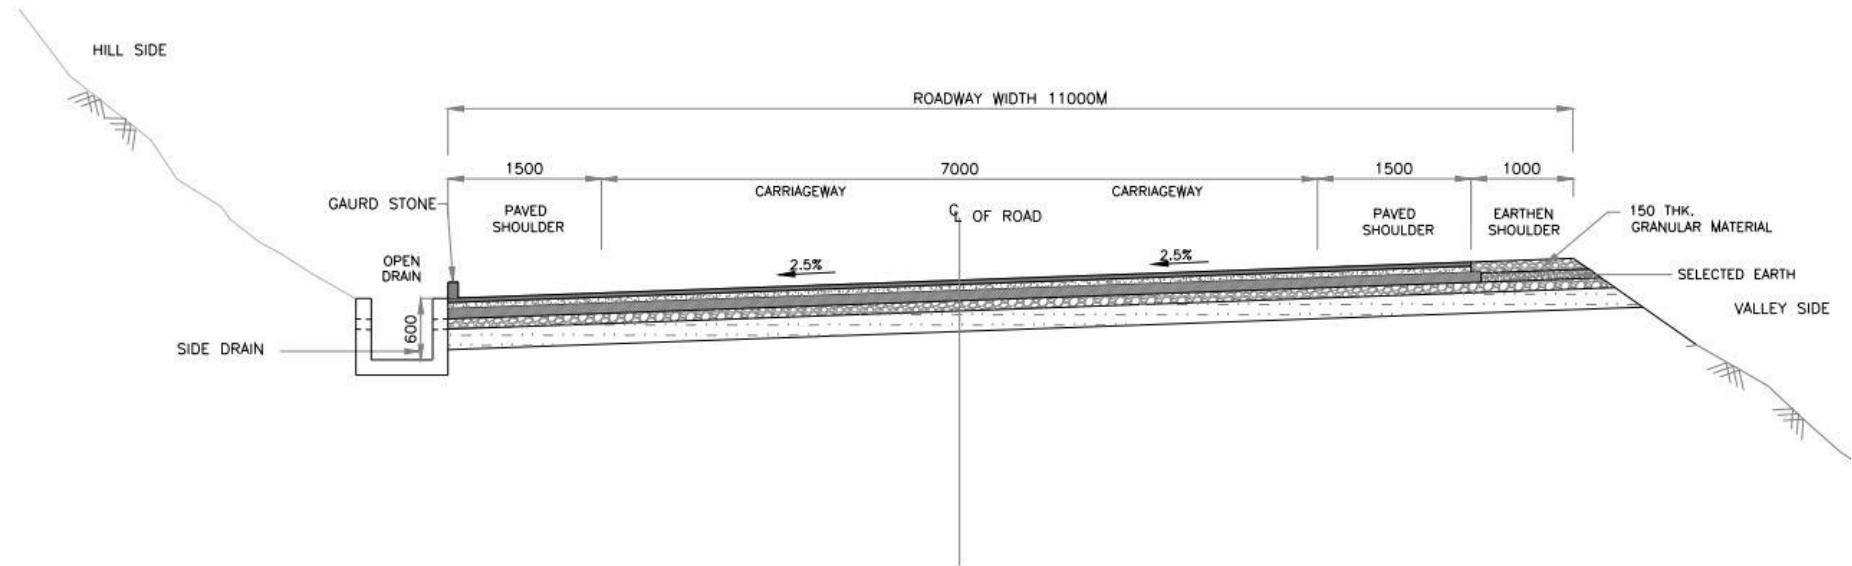 HILL SIDE
ROADWAY WIDTH 11000M
1500
7000
1500
1000
CARRIAGEWAY
CARRIAGEWAY
GAURD STONE
PAVED
SHOULDER
℄ OF ROAD
PAVED
SHOULDER
EARTHEN
SHOULDER
150 THK.
GRANULAR MATERIAL
OPEN
DRAIN
2.5%
2.5%
SELECTED EARTH
VALLEY SIDE
600
SIDE DRAIN